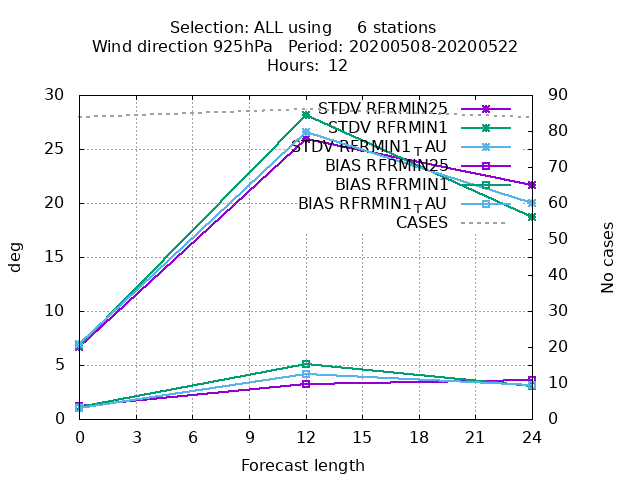 Selection: ALL using     6 stations
Wind direction 925hPa   Period: 20200508-20200522
Hours: 12
30
25
20
15
10
5
0
deg
90
80
70
60
50
40
30
20
10
0
No cases
STDV RFRMIN25
STDV RFRMIN1
STDV RFRMIN1_TAU
BIAS RFRMIN25
BIAS RFRMIN1
BIAS RFRMIN1_TAU
CASES
0 3 6 9 12 15 18 21 24
Forecast length